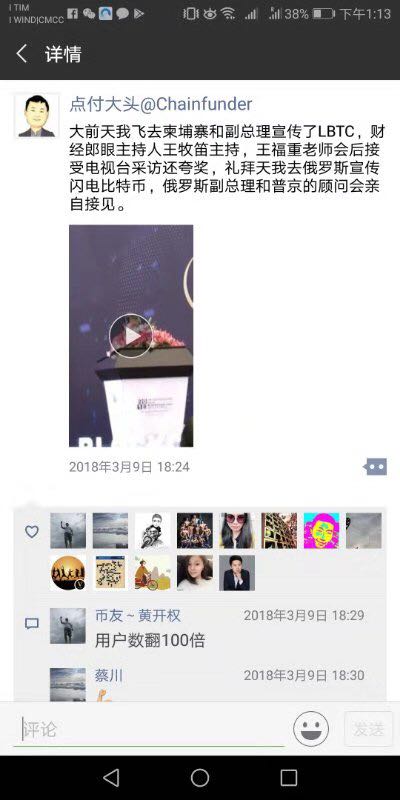 I TIM
I WIND|CMCC
38%
下午1:13
详情
点付大头@Chainfunder
大前天我飞去柬埔寨和副总理宣传了LBTC，财
经郎眼主持人王牧笛主持，王福重老师会后接
受电视台采访还夸奖，礼拜天我去俄罗斯宣传
闪电比特币，俄罗斯副总理和普京的顾问会亲
自接见。
2018年3月9日 18:24
币友~黄开权
2018年3月9日 18:29
用户数翻100倍
蔡川
2018年3月9日 18:30
评论
发送